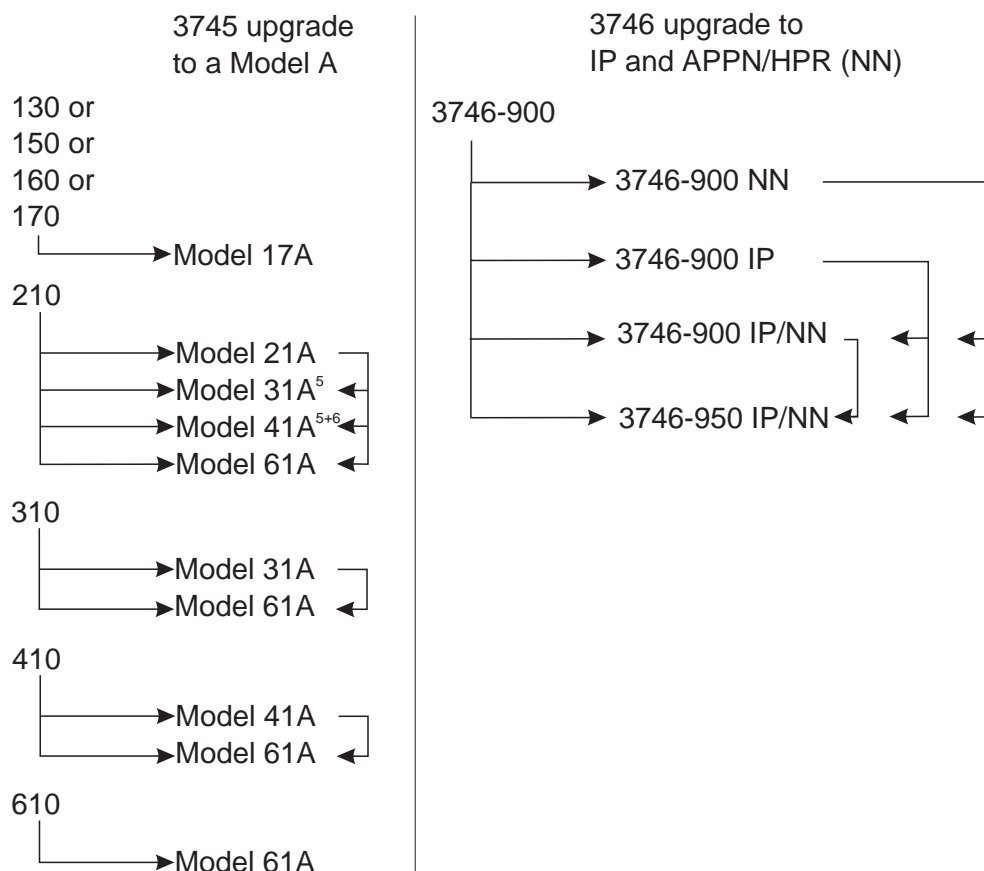 3745 upgrade
to a Model A
130 or
150 or
160 or
170
Model 17A
210
Model 21A
Model 31A5
Model 41A5+6
Model 61A
310
Model 31A
Model 61A
410
Model 41A
Model 61A
610
Model 61A
3746 upgrade to
IP and APPN/HPR (NN)
3746-900
3746-900 NN
3746-900 IP
3746-900 IP/NN
3746-950 IP/NN